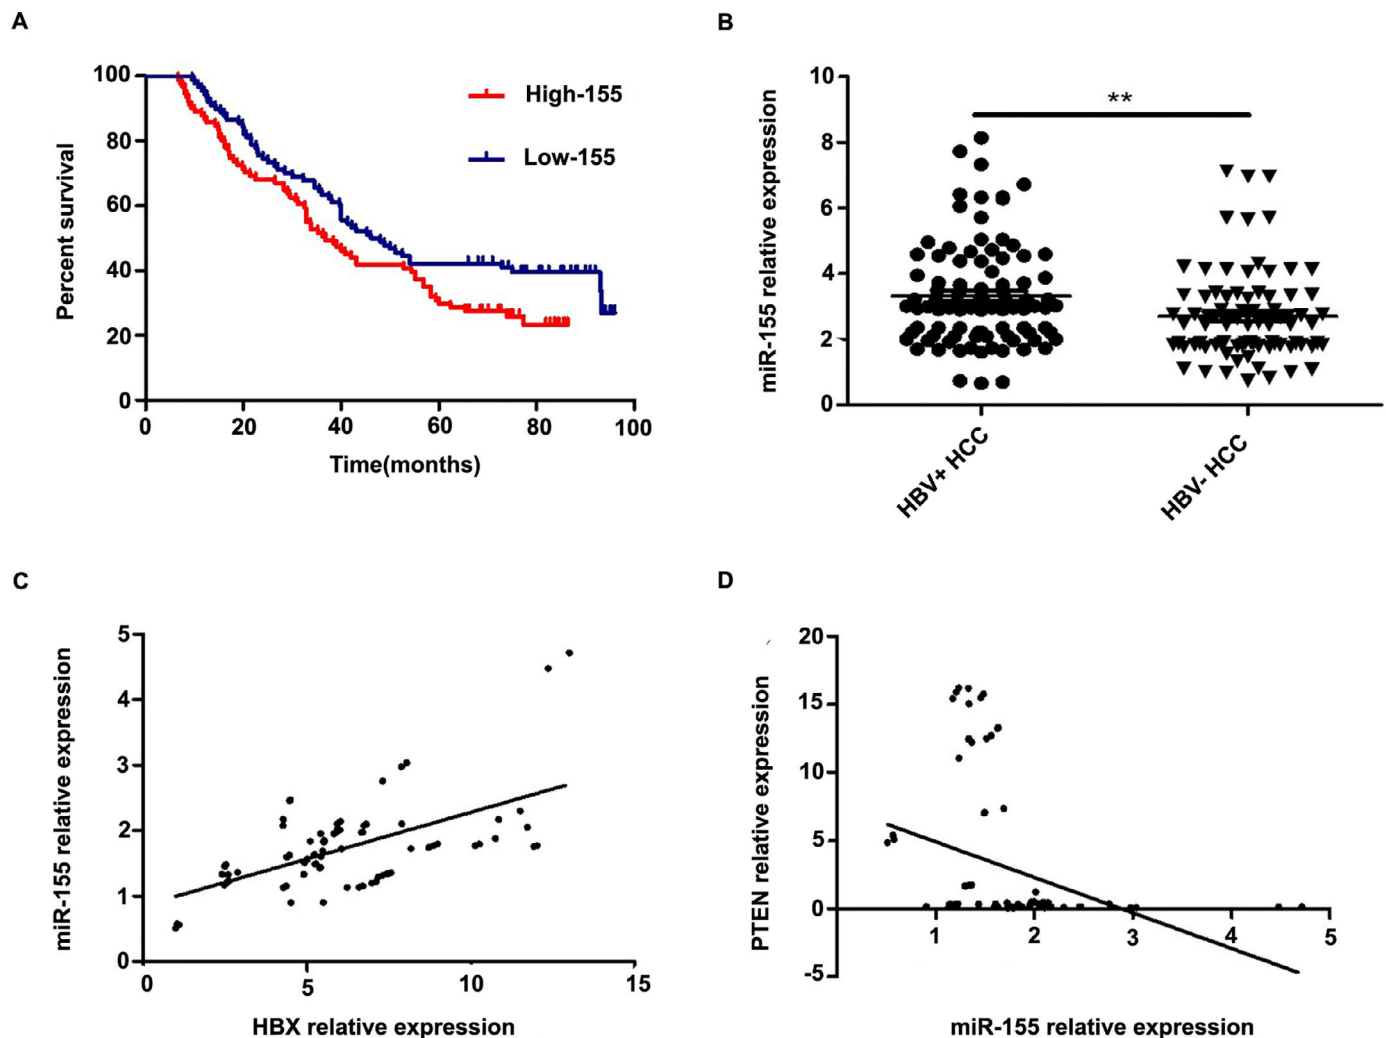 A
B
100
80
60
40
20
0
Percent survival
High-155
Low-155
0 20 40 60 80 100
Time(months)
10
8
6
4
2
0
miR-155 relative expression
**
HBV+ HCC
HBV- HCC
C
D
5
4
3
2
1
0
miR-155 relative expression
0 5 10 15
HBX relative expression
20
15
10
5
0
-5
PTEN relative expression
1 2 3 4 5
miR-155 relative expression